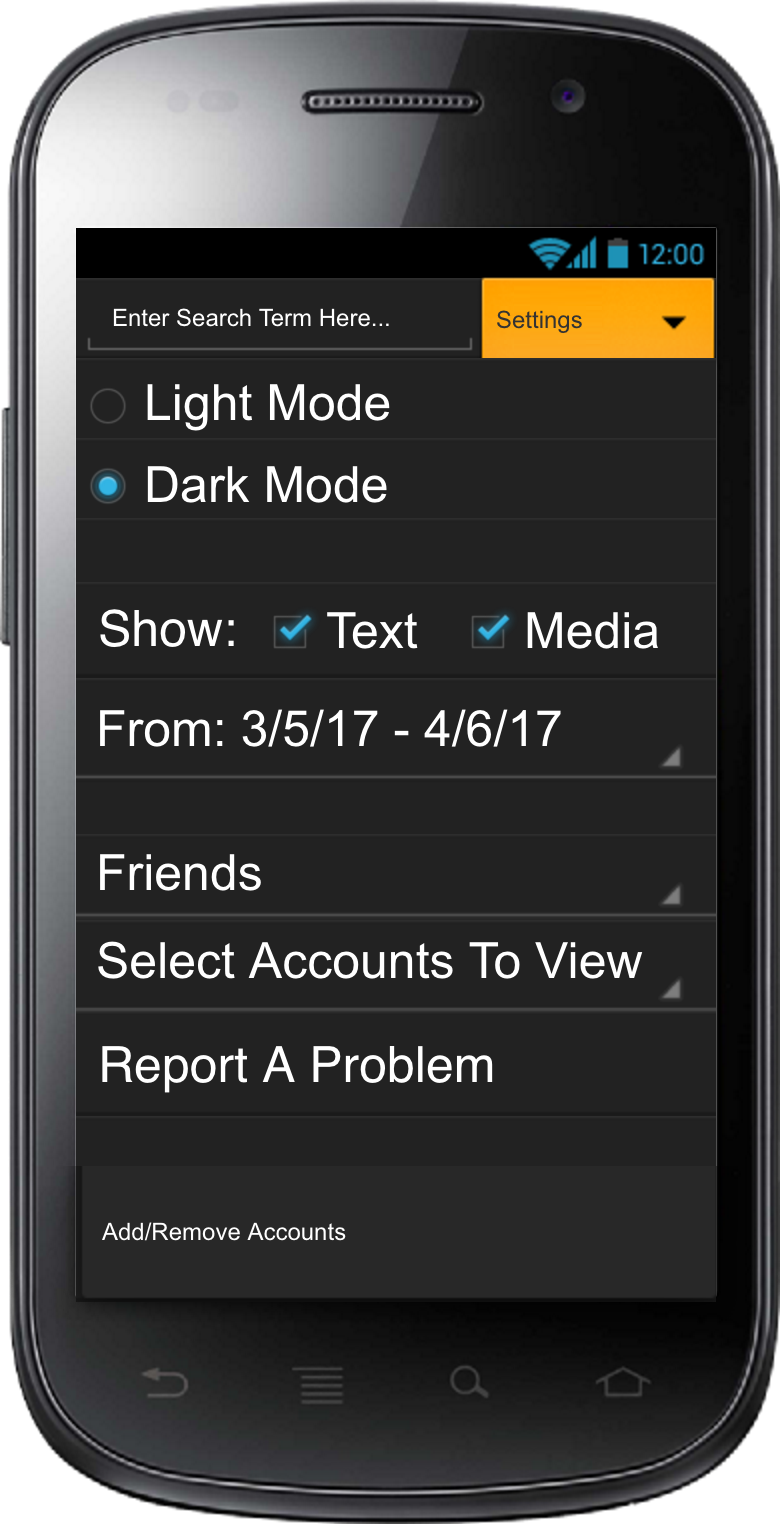 12:00
Enter Search Term Here...
Settings
Light Mode
Dark Mode
Show: Text Media
From: 3/5/17 - 4/6/17
Friends
Select Accounts To View
Report A Problem
Add/Remove Accounts